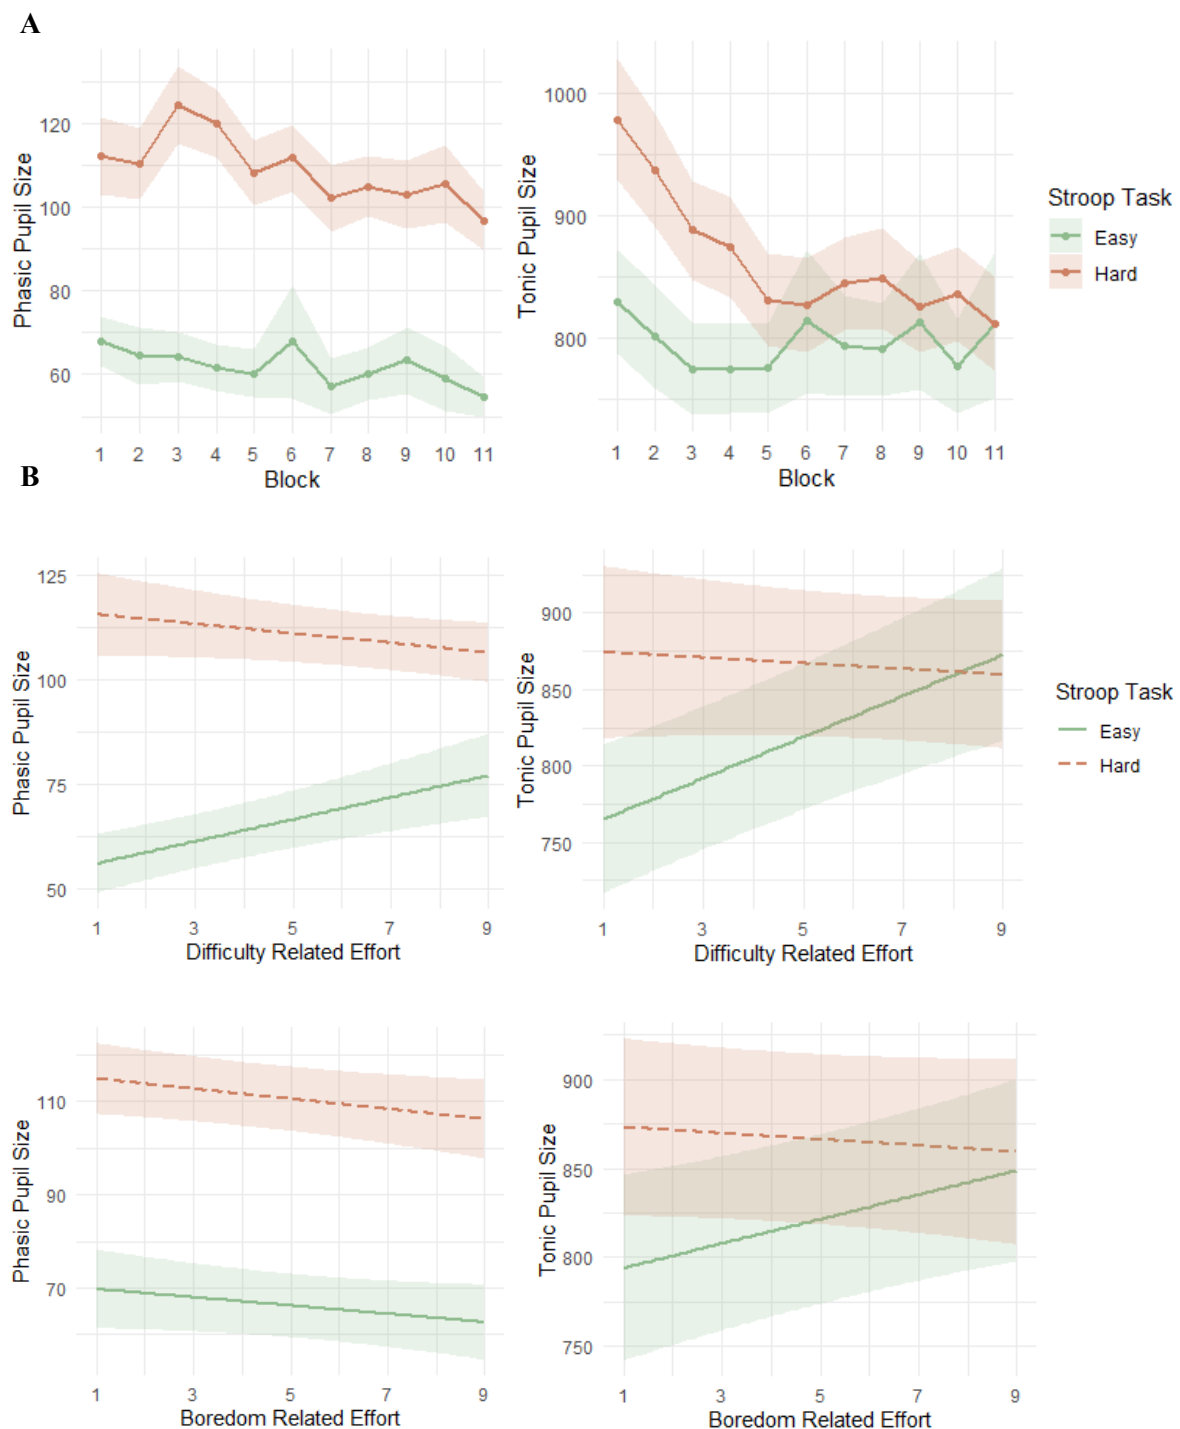 A
Phasic Pupil Size
120
100
80
60
1 2 3 4 5 6 7 8 9 10 11
Block
Tonic Pupil Size
1000
900
800
1 2 3 4 5 6 7 8 9 10 11
Block
Stroop Task
Easy
Hard
B
Phasic Pupil Size
125
100
75
50
1 3 5 7 9
Difficulty Related Effort
Tonic Pupil Size
900
850
800
750
1 3 5 7 9
Difficulty Related Effort
Stroop Task
Easy
Hard
Phasic Pupil Size
110
90
70
1 3 5 7 9
Boredom Related Effort
Tonic Pupil Size
900
850
800
750
1 3 5 7 9
Boredom Related Effort